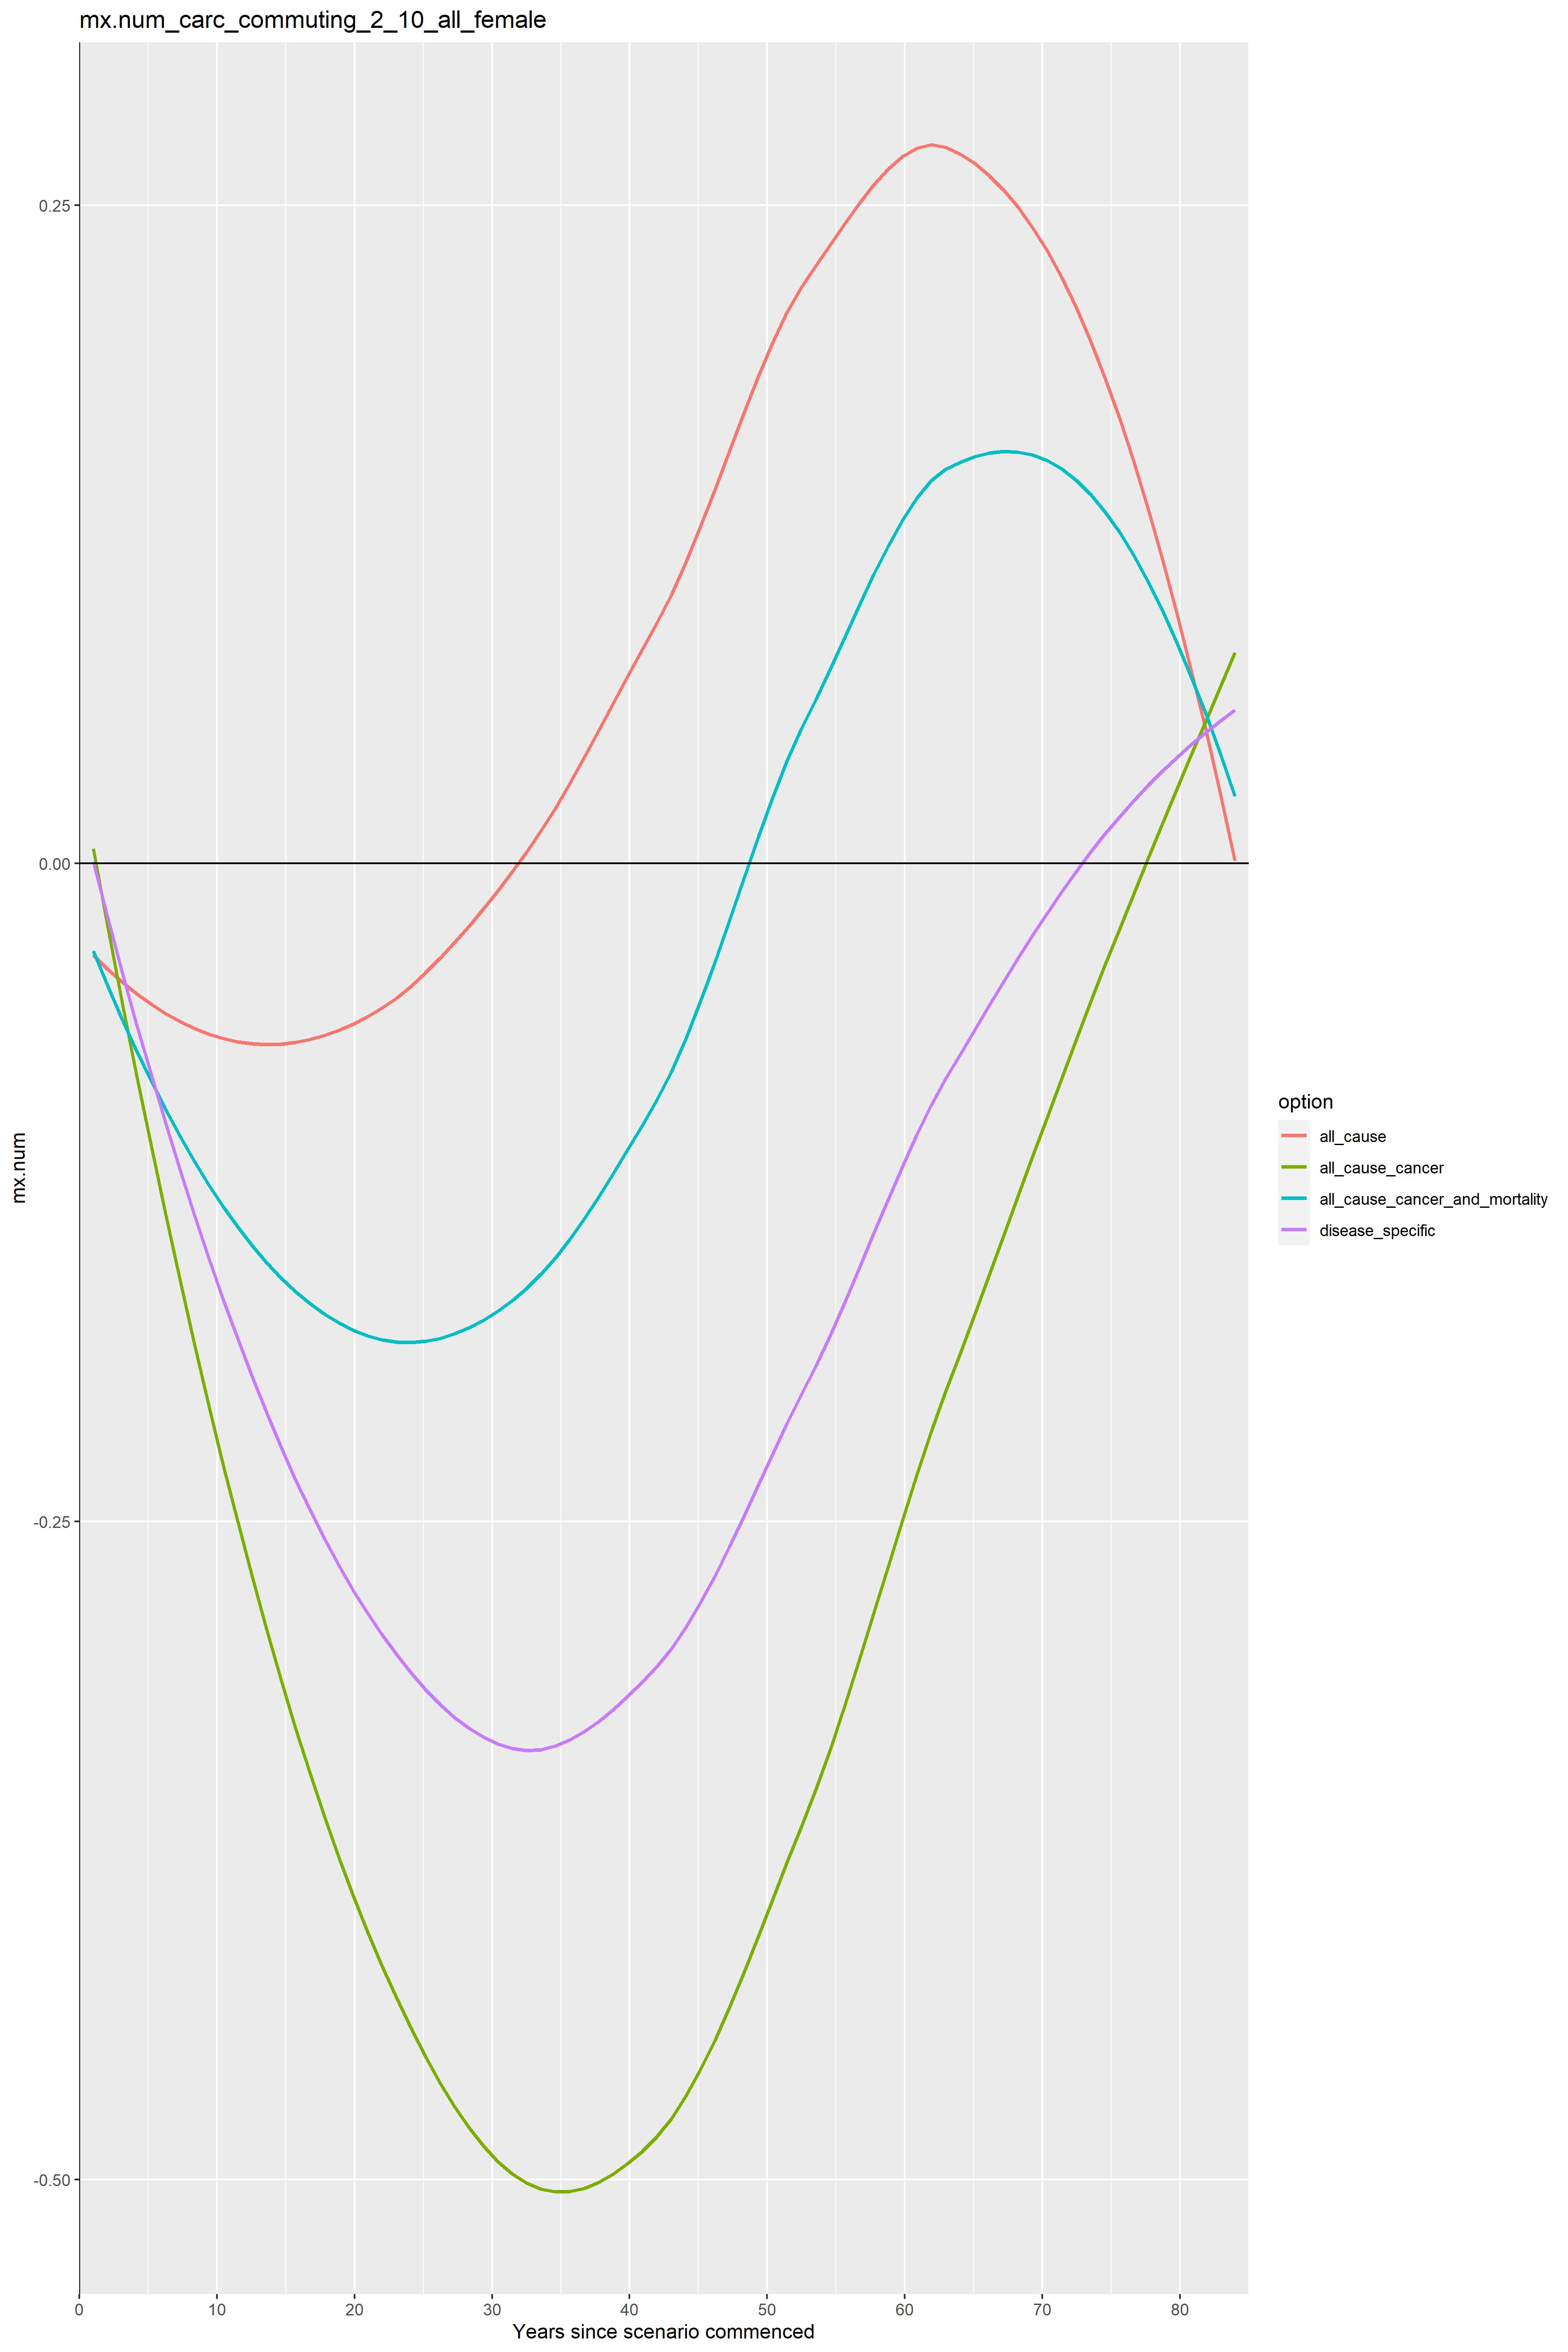 mx.num_carc_commuting_2_10_all_female
0.25
0.00
-0.25
-0.50
mx.num
0 10 20 30 40 50 60 70 80
Years since scenario commenced
option
all_cause
all_cause_cancer
all_cause_cancer_and_mortality
disease_specific